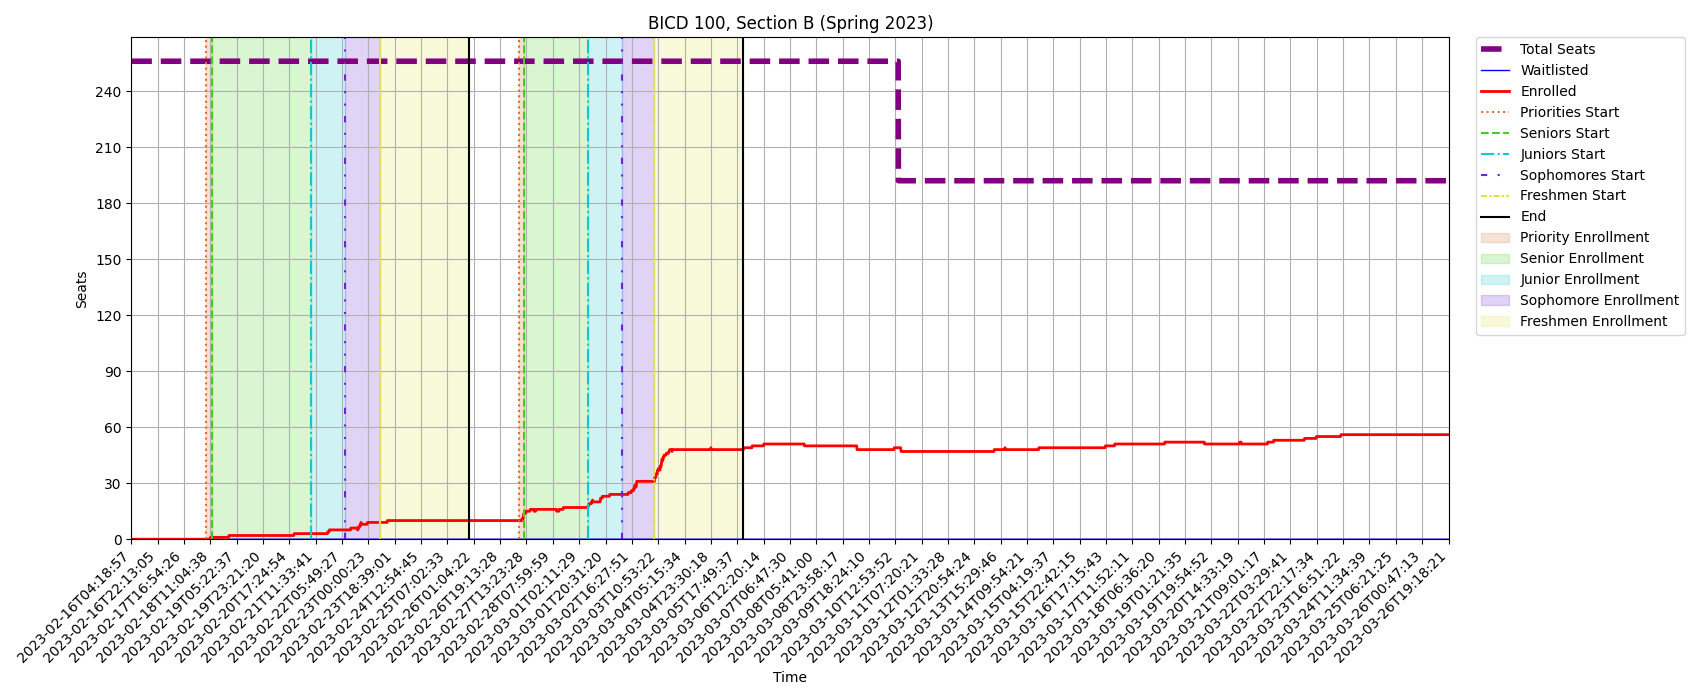 BICD 100, Section B (Spring 2023)
Seats
240
210
180
150
120
90
60
30
0
2023-02-16T04:18:57
2023-02-16T22:13:05
2023-02-17T16:54:26
2023-02-18T11:04:38
2023-02-19T05:22:37
2023-02-19T23:21:20
2023-02-20T17:24:54
2023-02-21T11:33:41
2023-02-22T05:49:27
2023-02-23T00:00:23
2023-02-23T18:39:01
2023-02-24T12:54:45
2023-02-25T07:02:33
2023-02-26T01:04:22
2023-02-26T19:13:28
2023-02-27T13:23:28
2023-02-28T07:59:59
2023-03-01T02:11:29
2023-03-01T20:31:20
2023-03-02T16:27:51
2023-03-03T10:53:22
2023-03-04T05:15:34
2023-03-04T23:30:18
2023-03-05T17:49:37
2023-03-06T12:20:14
2023-03-07T06:47:30
2023-03-08T05:41:00
2023-03-08T23:58:17
2023-03-09T18:24:10
2023-03-10T12:53:52
2023-03-11T07:20:21
2023-03-12T01:33:28
2023-03-12T20:54:24
2023-03-13T15:29:46
2023-03-14T09:54:21
2023-03-15T04:19:37
2023-03-15T22:42:15
2023-03-16T17:15:43
2023-03-17T11:52:11
2023-03-18T06:36:20
2023-03-19T01:21:35
2023-03-19T19:54:52
2023-03-20T14:33:19
2023-03-21T09:01:17
2023-03-22T03:29:41
2023-03-22T22:17:34
2023-03-23T16:51:22
2023-03-24T11:34:39
2023-03-25T06:21:25
2023-03-26T00:47:13
2023-03-26T19:18:21
Time
Total Seats
Waitlisted
Enrolled
Priorities Start
Seniors Start
Juniors Start
Sophomores Start
Freshmen Start
End
Priority Enrollment
Senior Enrollment
Junior Enrollment
Sophomore Enrollment
Freshmen Enrollment